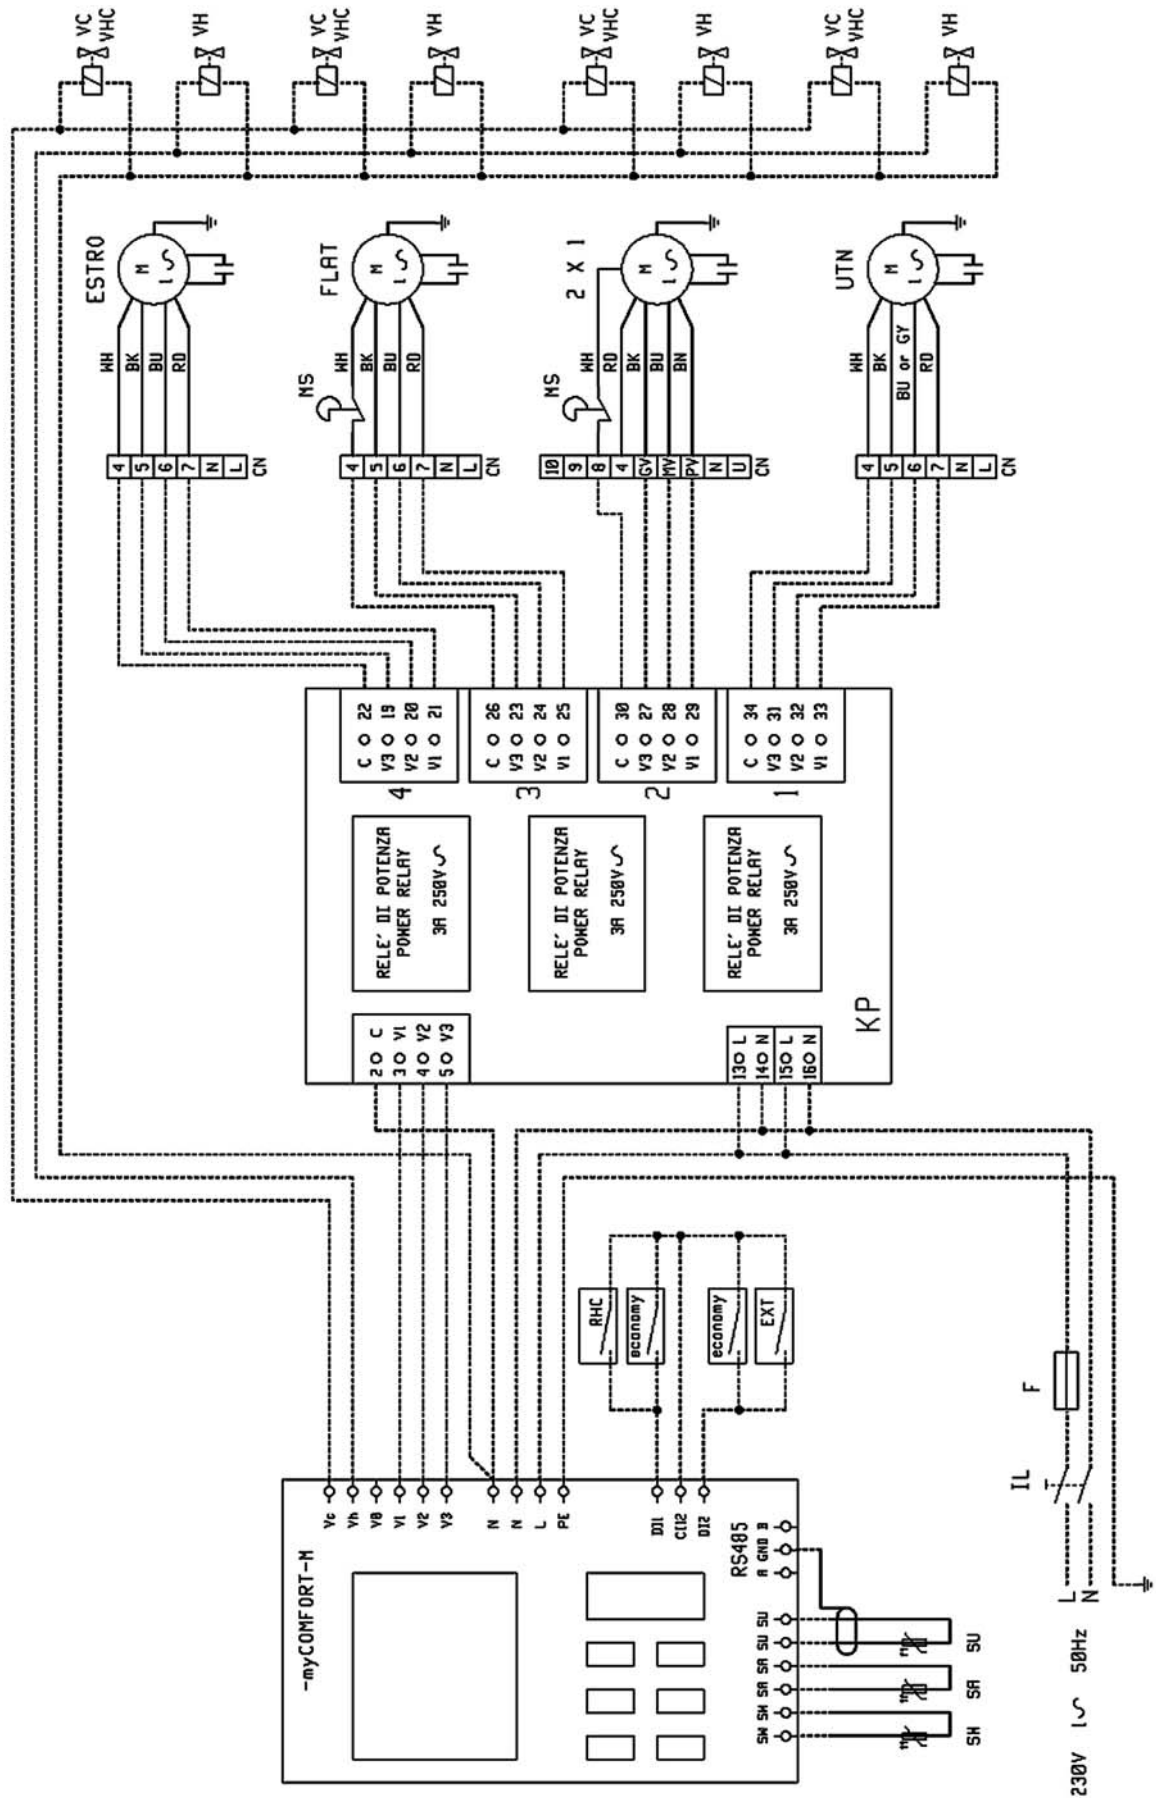 VC
VHC
VH
VC
VHC
VH
VC
VHC
VH
VC
VHC
VH
ESTRO
M
1
WH
BK
BU
RD
4
5
6
7
N
L
CN
FLAT
M
1
MS
WH
BK
BU
RD
4
5
6
7
N
L
CN
2 X 1
M
1
MS
WH
RD
BK
BU
BN
10
9
8
4
GV
MV
PV
N
U
CN
UTN
M
1
WH
BK
BU or GY
RD
4
5
6
7
N
L
CN
C 22
V3 19
V2 20
V1 21
4
C 26
V3 23
V2 24
V1 25
3
C 30
V3 27
V2 28
V1 29
2
C 34
V3 31
V2 32
V1 33
1
RELE' DI POTENZA
POWER RELAY
3A 250V
RELE' DI POTENZA
POWER RELAY
3A 250V
RELE' DI POTENZA
POWER RELAY
3A 250V
KP
2 C
3 V1
4 V2
5 V3
13 L
14 N
15 L
16 N
RHC
economy
economy
EXT
F
IL
L
N
230V 1 50Hz
-myCOMFORT-M
Vc
Vh
V0
V1
V2
V3
N
N
L
PE
DI1
CI12
DI2
RS485
B
GND
A
SU
SU
SA
SA
SW
SW
SU
SA
SW